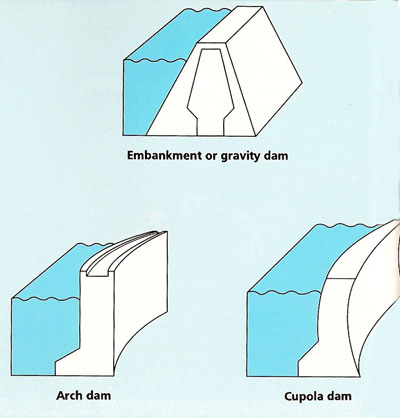 Embankment or gravity dam
Arch dam
Cupola dam